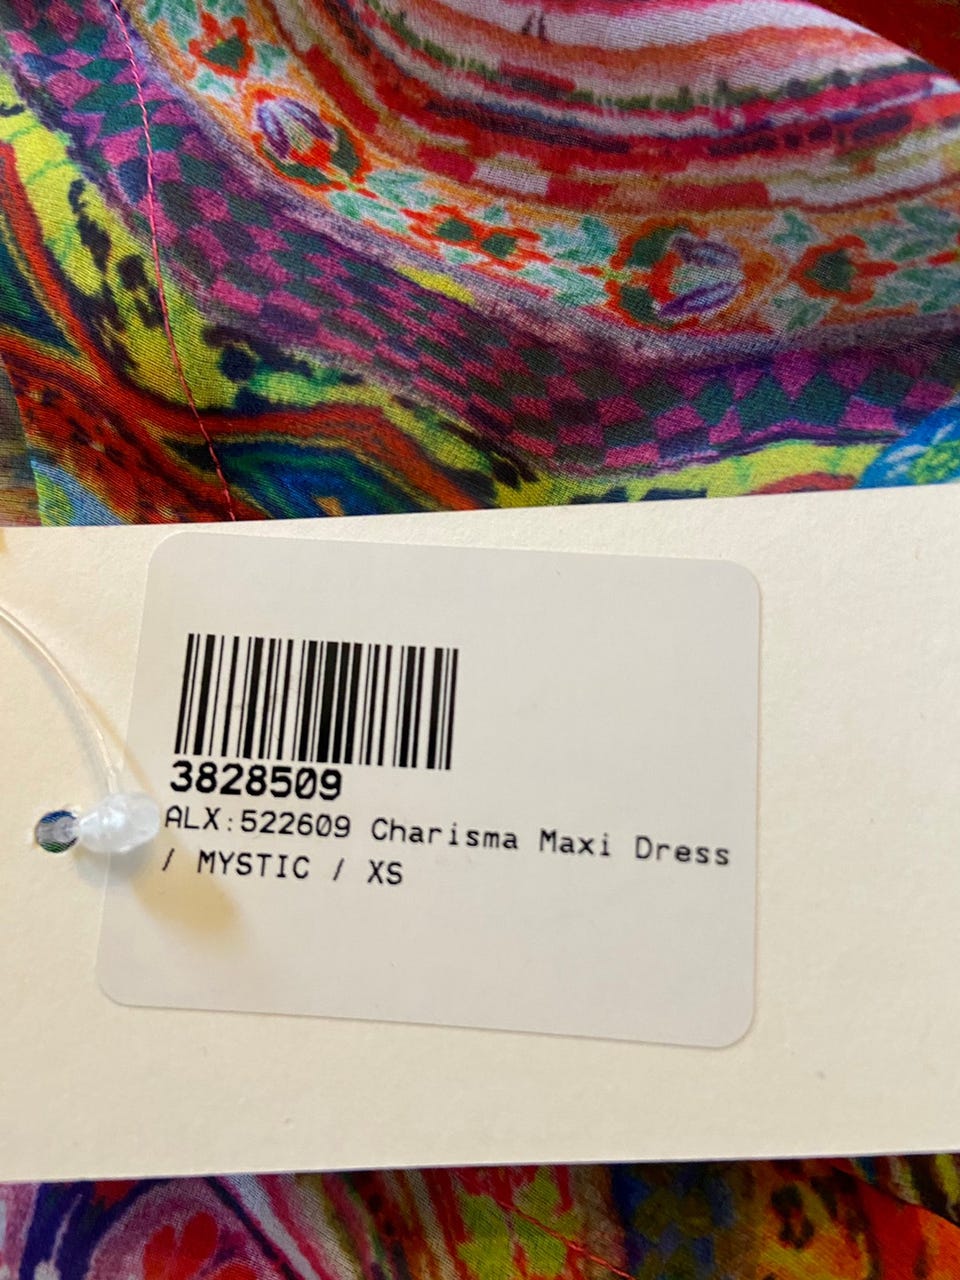 3828509
ALX:522609 Charisma Maxi Dress
/ MYSTIC / XS